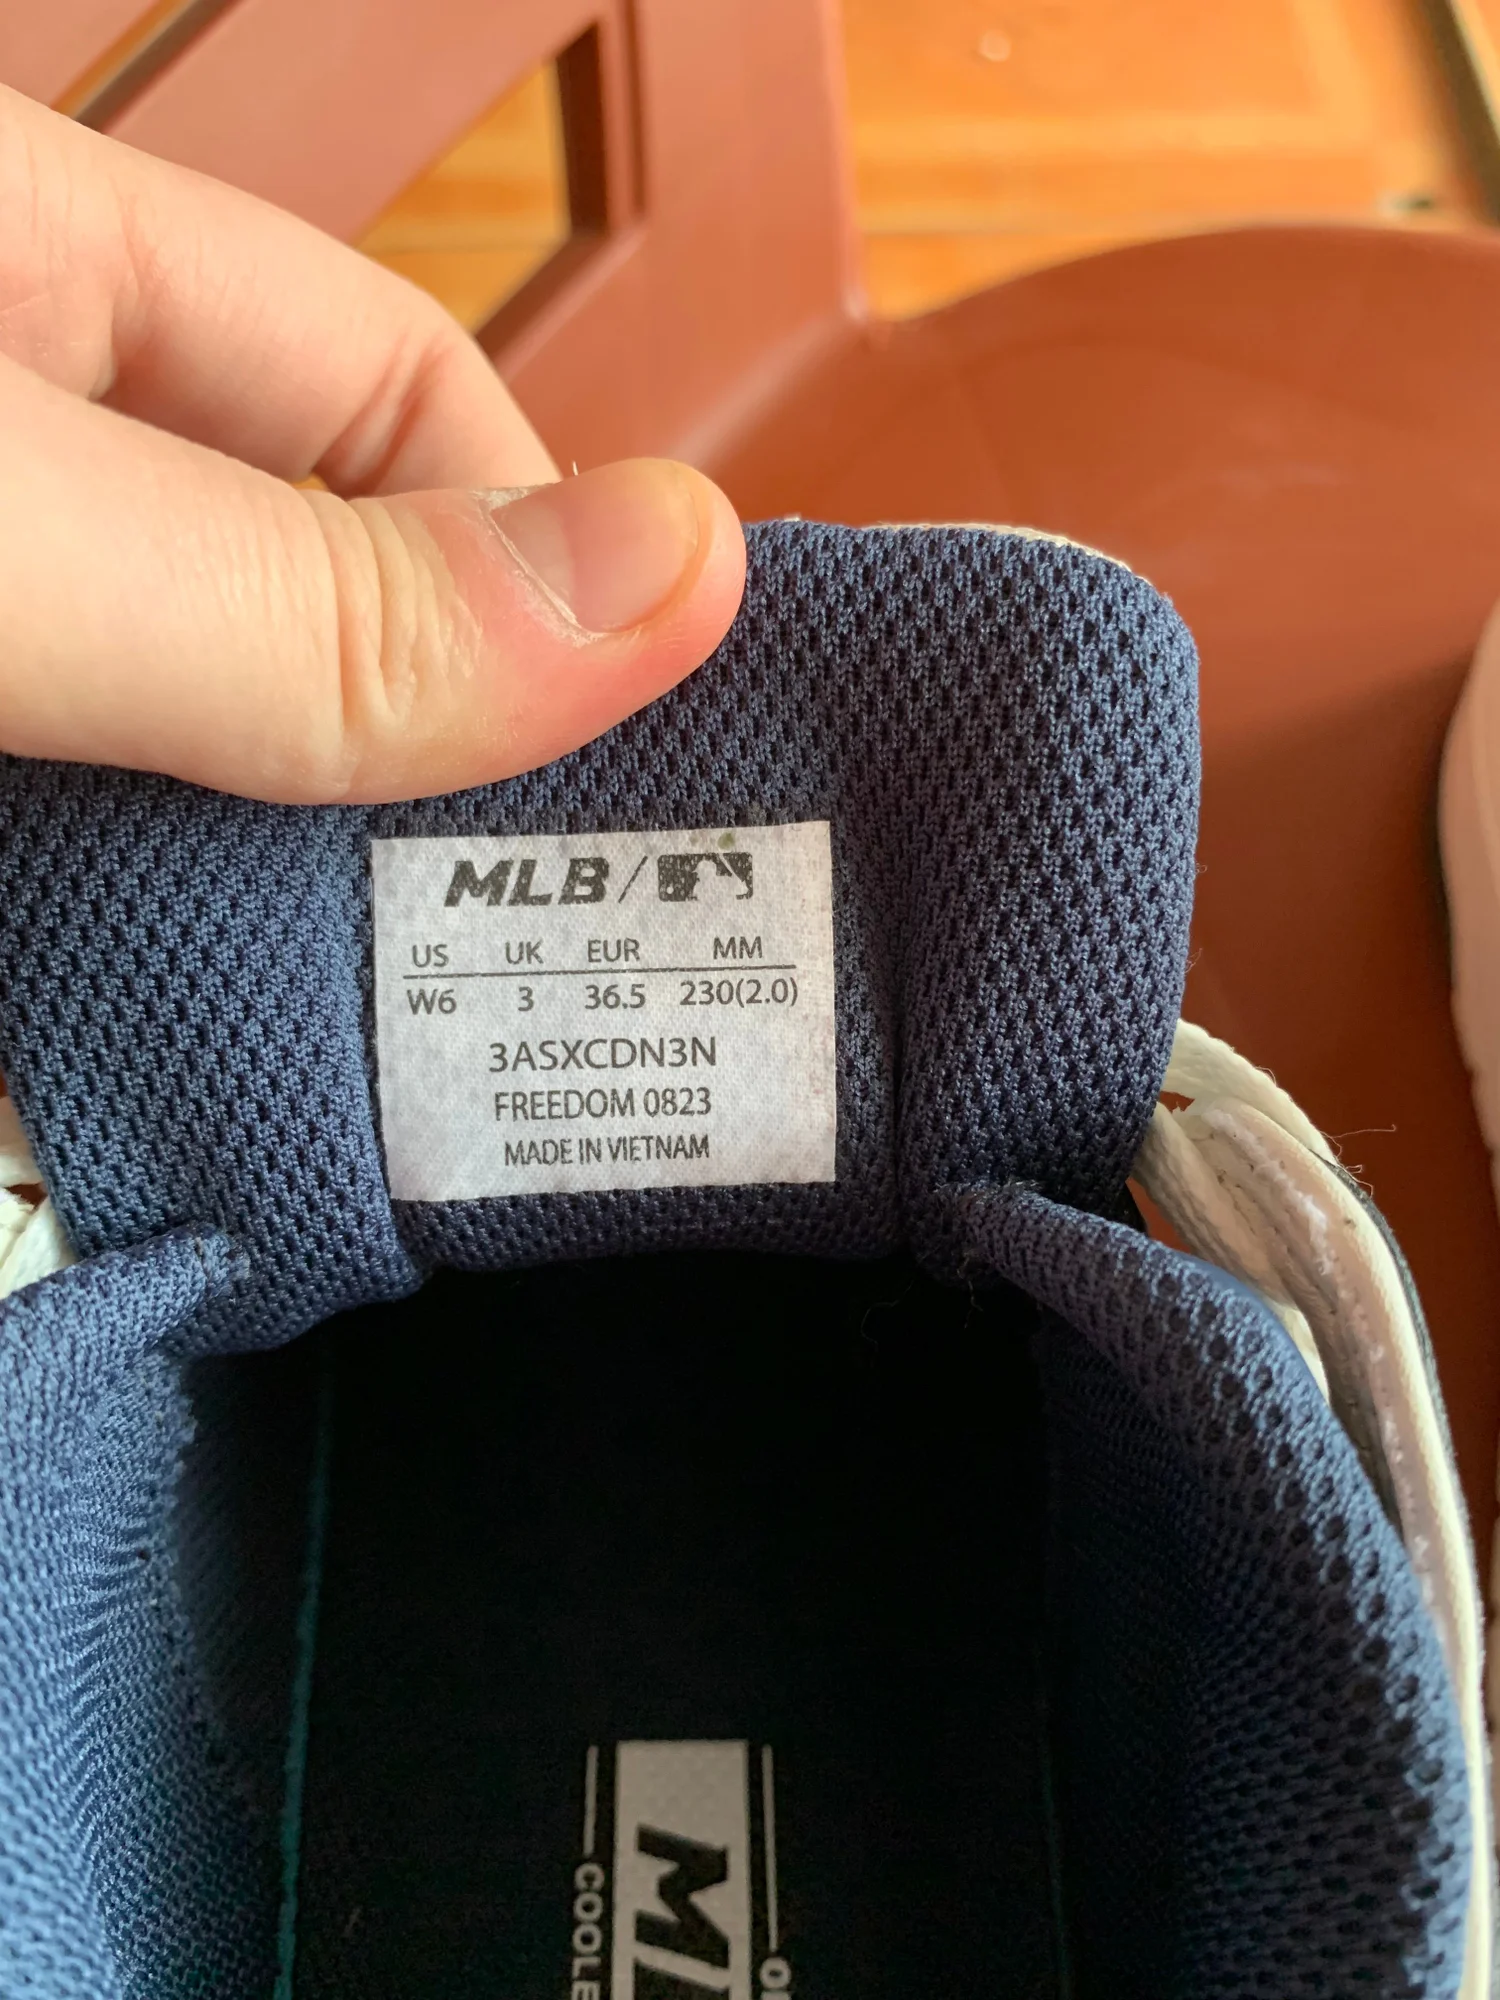 MLB /
US UK EUR MM
W6 3 36.5 230(2.0)
3ASXCDN3N
FREEDOM 0823
MADE IN VIETNAM